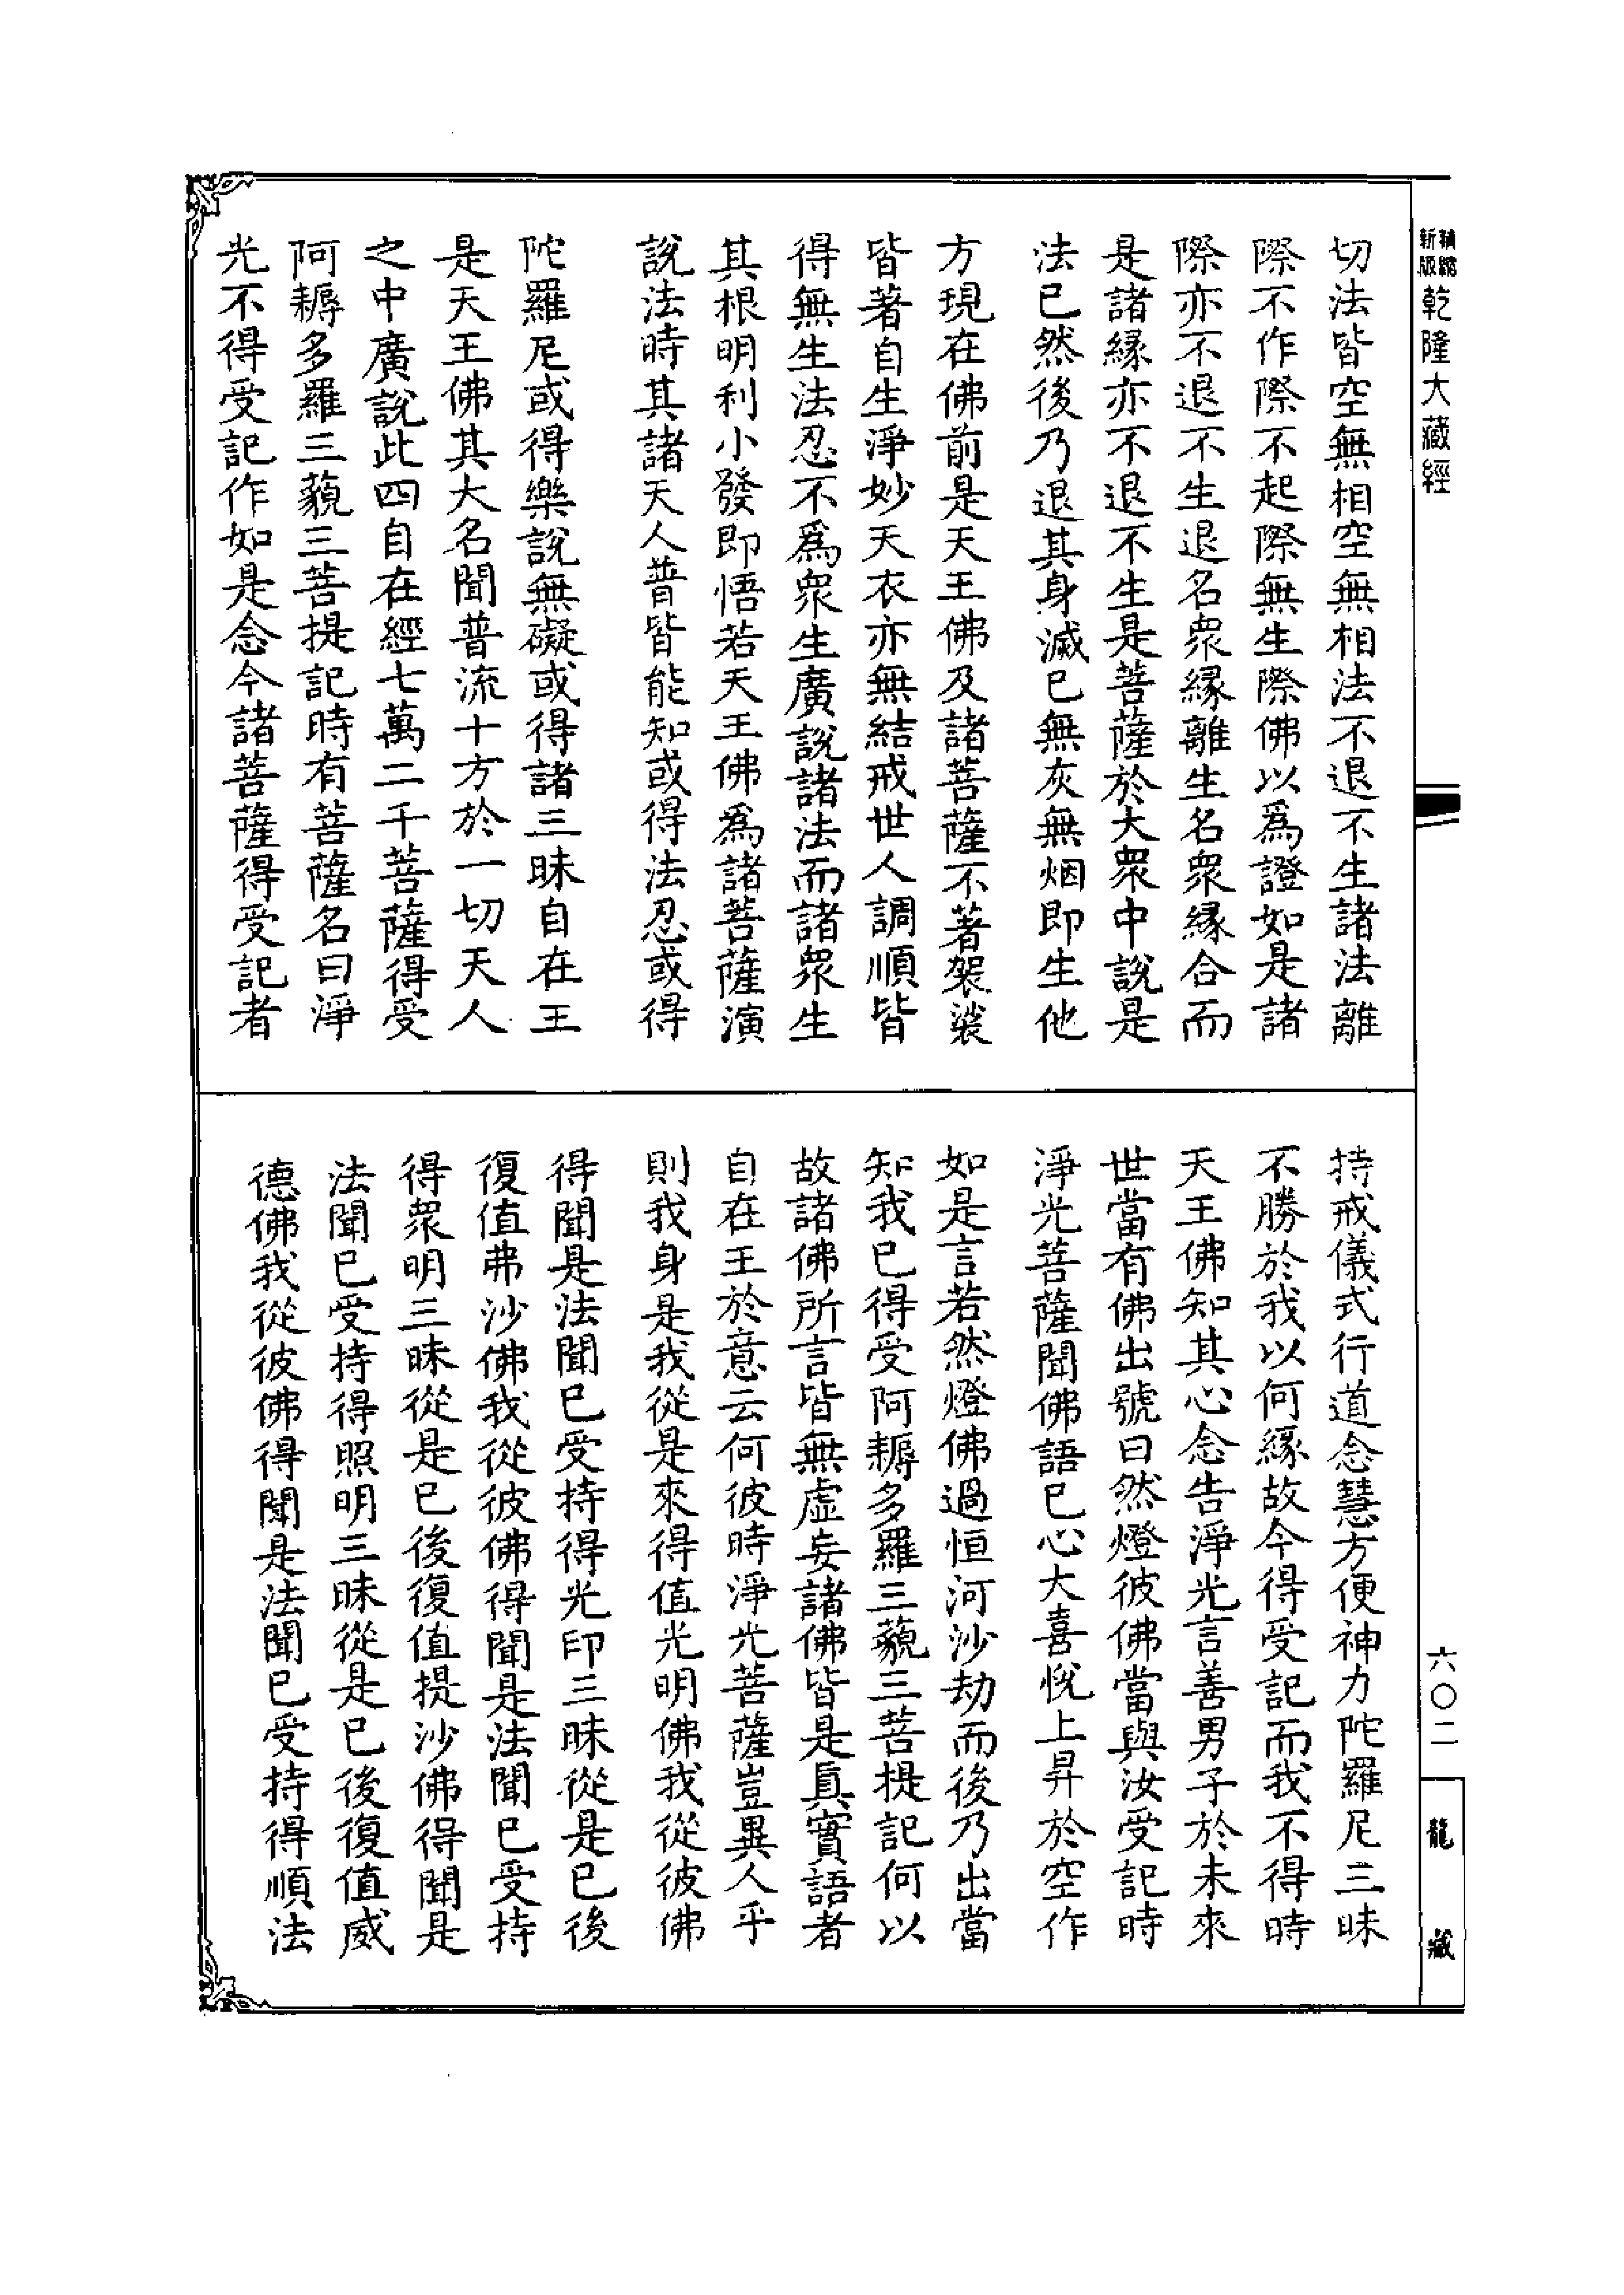 精縮新版乾隆大藏經
切法皆空無相空無相法不退不生諸法離
際不作際不起際無生際佛以爲證如是諸
際亦不退不生退名眾緣離生名眾緣合而
是諸緣亦不退不生是菩薩於大眾中說是
法已然後乃退其身滅已無灰無烟即生他
方現在佛前是天王佛及諸菩薩不著袈裟
皆著自生淨妙天衣亦無結戒世人調順皆
得無生法忍不爲眾生廣說諸法而諸眾生
其根明利小發即悟若天王佛爲諸菩薩演
說法時其諸天人普皆能知或得法忍或得
陀羅尼或得樂說無礙或得諸三昧自在王
是天王佛其大名聞普流十方於一切天人
之中廣說此四自在經七萬二千菩薩得受
阿耨多羅三藐三菩提記時有菩薩名曰淨
光不得受記作如是念今諸菩薩得受記者
持戒儀式行道念慧方便神力陀羅尼三昧
不勝於我以何緣故今得受記而我不得時
天王佛知其心念告淨光言善男子於未來
世當有佛出號曰然燈彼佛當與汝受記時
淨光菩薩聞佛語已心大喜悅上昇於空作
如是言若然燈佛過恒河沙劫而後乃出當
知我已得受阿耨多羅三藐三菩提記何以
故諸佛所言皆無虛妄諸佛皆是真實語者
自在王於意云何彼時淨光菩薩豈異人乎
則我身是我從是來得值光明佛我從彼佛
得聞是法聞已受持得光印三昧從是已後
復值弗沙佛我從彼佛得聞是法聞已受持
得眾明三昧從是已後復值提沙佛得聞是
法聞已受持得照明三昧從是已後復值威
德佛我從彼佛得聞是法聞已受持得順法
六〇二
龍藏